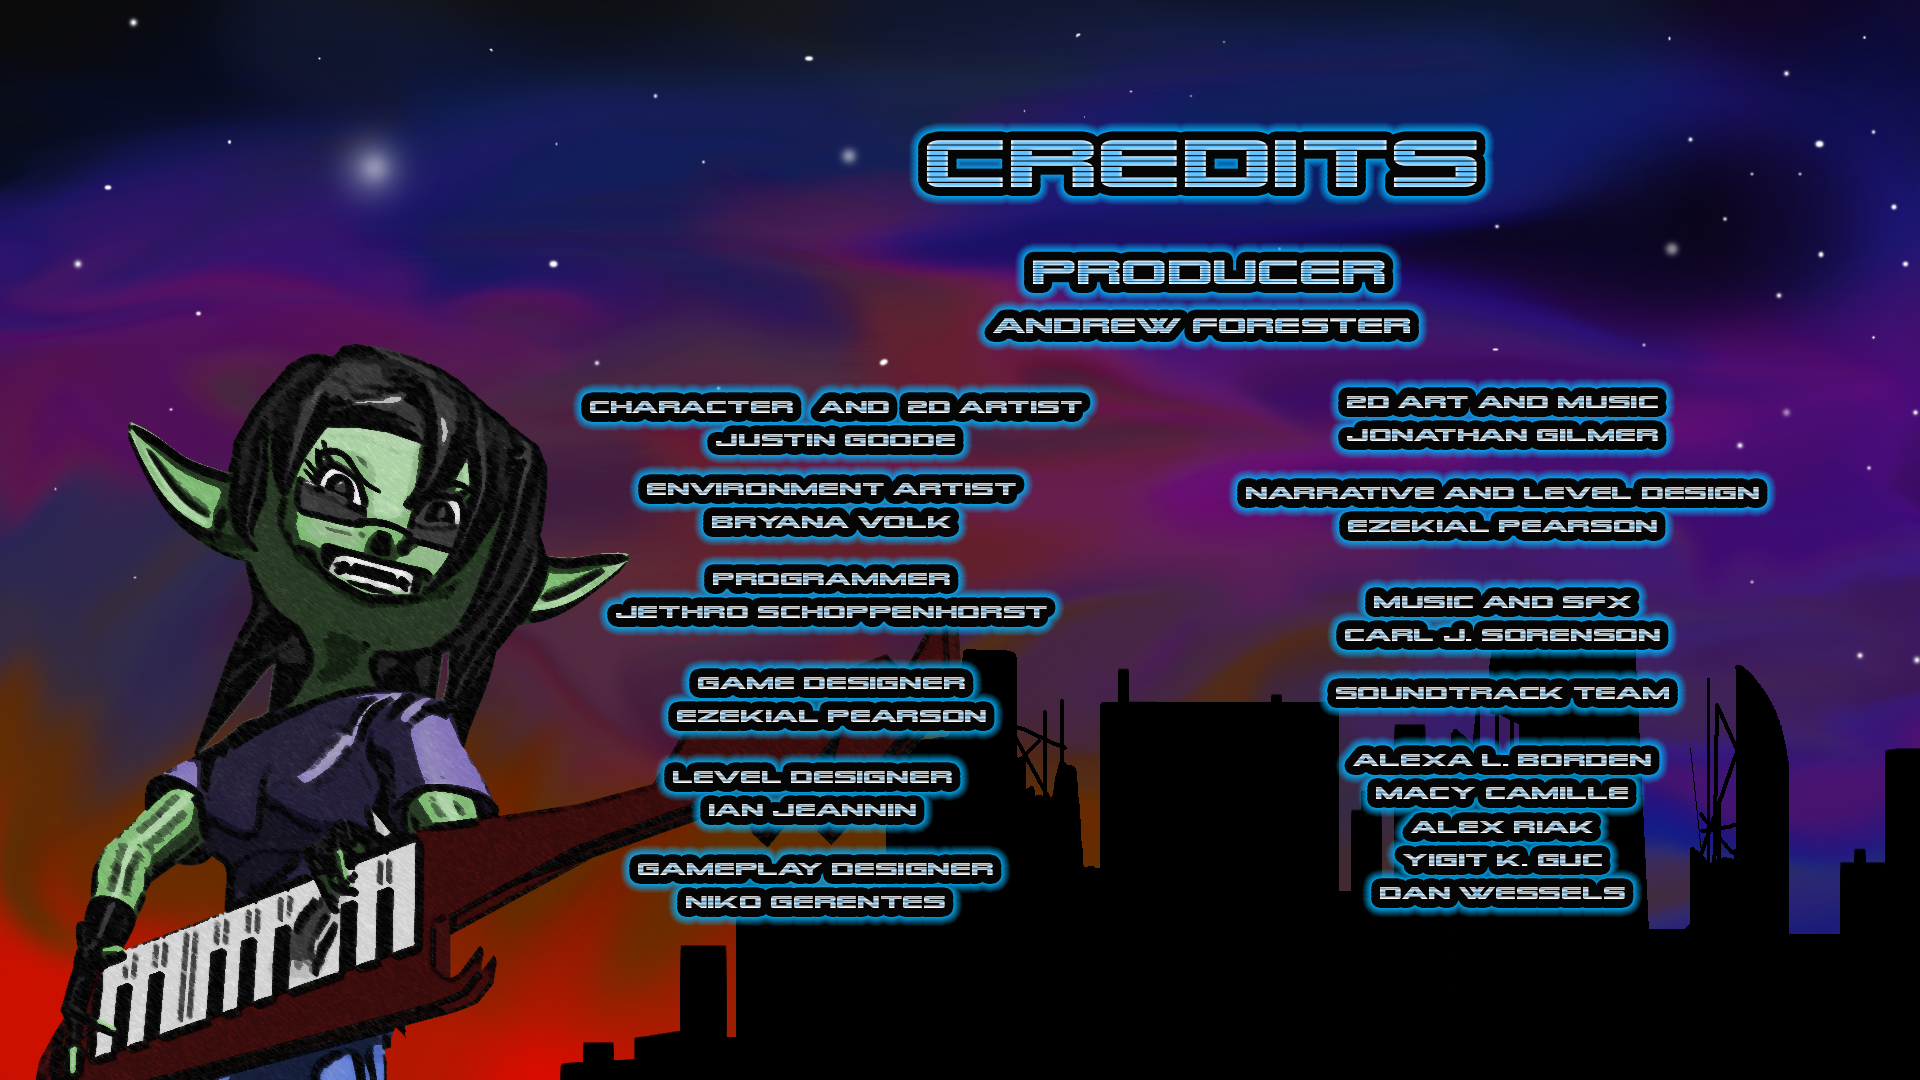 CREDITS
PRODUCER
ANDREW FORESTER
CHARACTER AND 2D ARTIST
JUSTIN GOODE
ENVIRONMENT ARTIST
BRYANA VOLK
PROGRAMMER
JETHRO SCHOPPENHORST
GAME DESIGNER
EZEKIAL PEARSON
LEVEL DESIGNER
IAN JEANNIN
GAMEPLAY DESIGNER
NIKO GERENTES
2D ART AND MUSIC
JONATHAN GILMER
NARRATIVE AND LEVEL DESIGN
EZEKIAL PEARSON
MUSIC AND SFX
CARL J. SORENSON
SOUNDTRACK TEAM
ALEXA L. BORDEN
MACY CAMILLE
ALEX RIAK
YIGIT K. GUC
DAN WESSELS